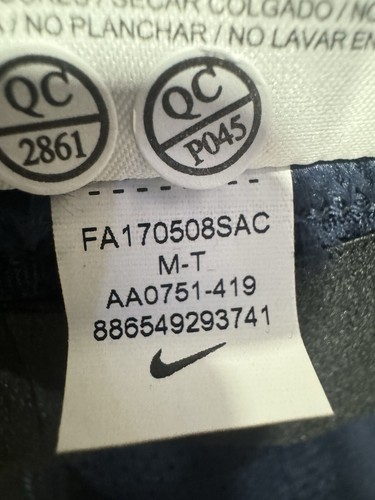 / SECAR COLGADO / NO
/ NO PLANCHAR / NO LAVAR EN
QC
2861
QC
P045
FA170508SAC
M-T
AA0751-419
886549293741